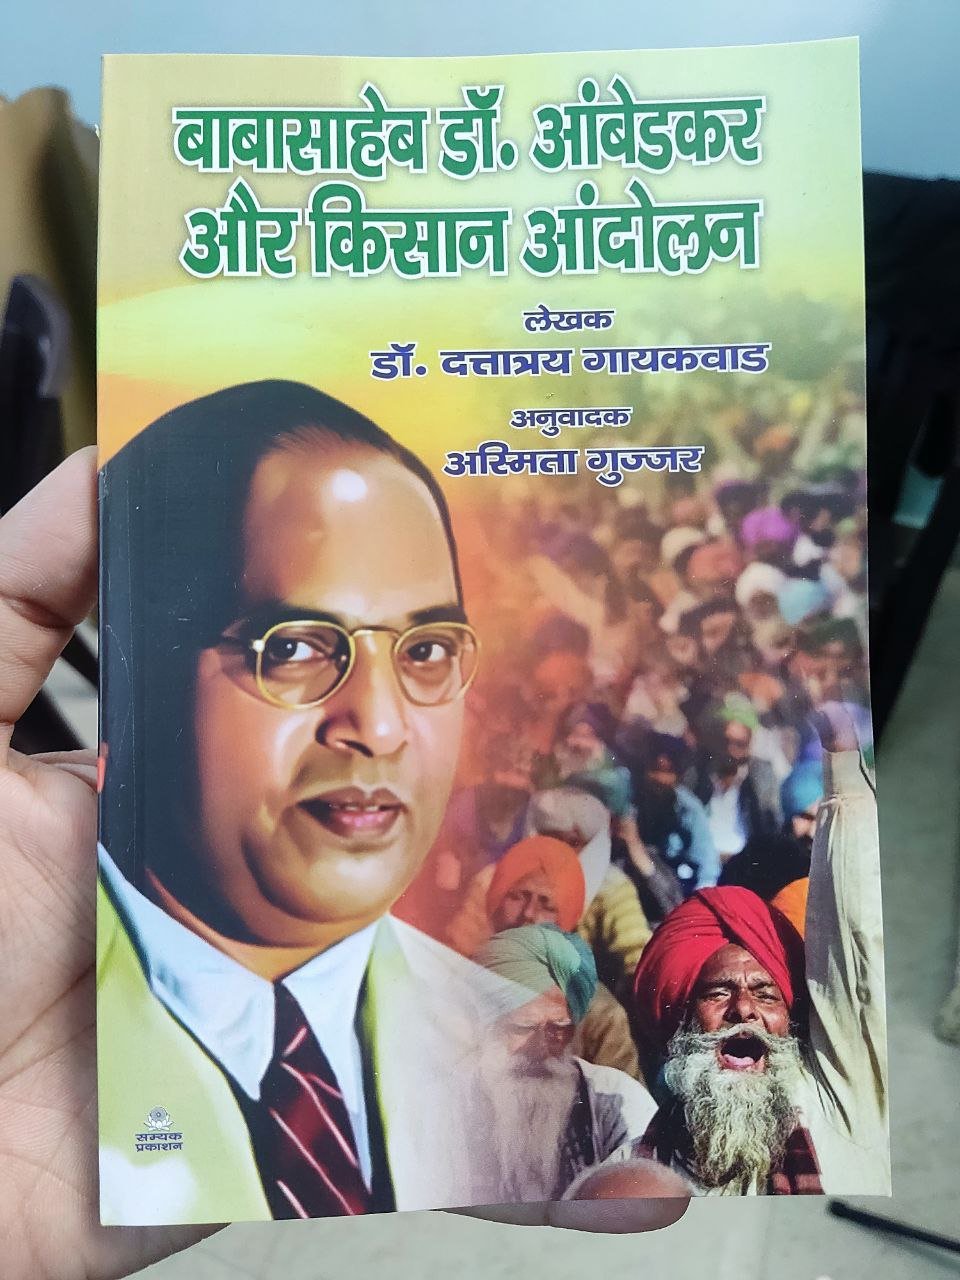 बाबासाहेब डॉ. आंबेडकर
और किसान आंदोलन
लेखक
डॉ. दत्तात्रय गायकवाड
अनुवादक
अस्मिता गुज्जर
सम्यक
प्रकाशन